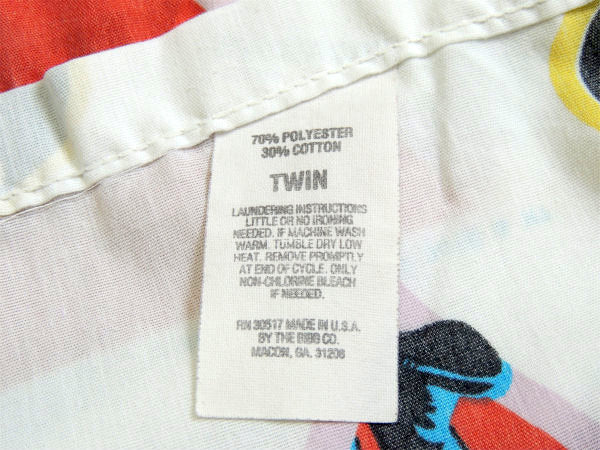 70% POLYESTER
30% COTTON
TWIN
LAUNDERING INSTRUCTIONS
LITTLE OR NO IRONING
NEEDED. IF MACHINE WASH
WARM. TUMBLE DRY LOW
HEAT. REMOVE PROMPTLY
AT END OF CYCLE. ONLY
NON-CHLORINE BLEACH
IF NEEDED.
RN 30517 MADE IN U.S.A.
BY THE BIBB CO.
MACON, GA. 31208